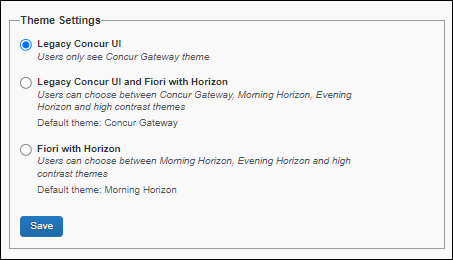 Theme Settings
Legacy Concur UI
Users only see Concur Gateway theme
Legacy Concur UI and Fiori with Horizon
Users can choose between Concur Gateway, Morning Horizon, Evening
Horizon and high contrast themes
Default theme: Concur Gateway
Fiori with Horizon
Users can choose between Morning Horizon, Evening Horizon and high
contrast themes
Default theme: Morning Horizon
Save